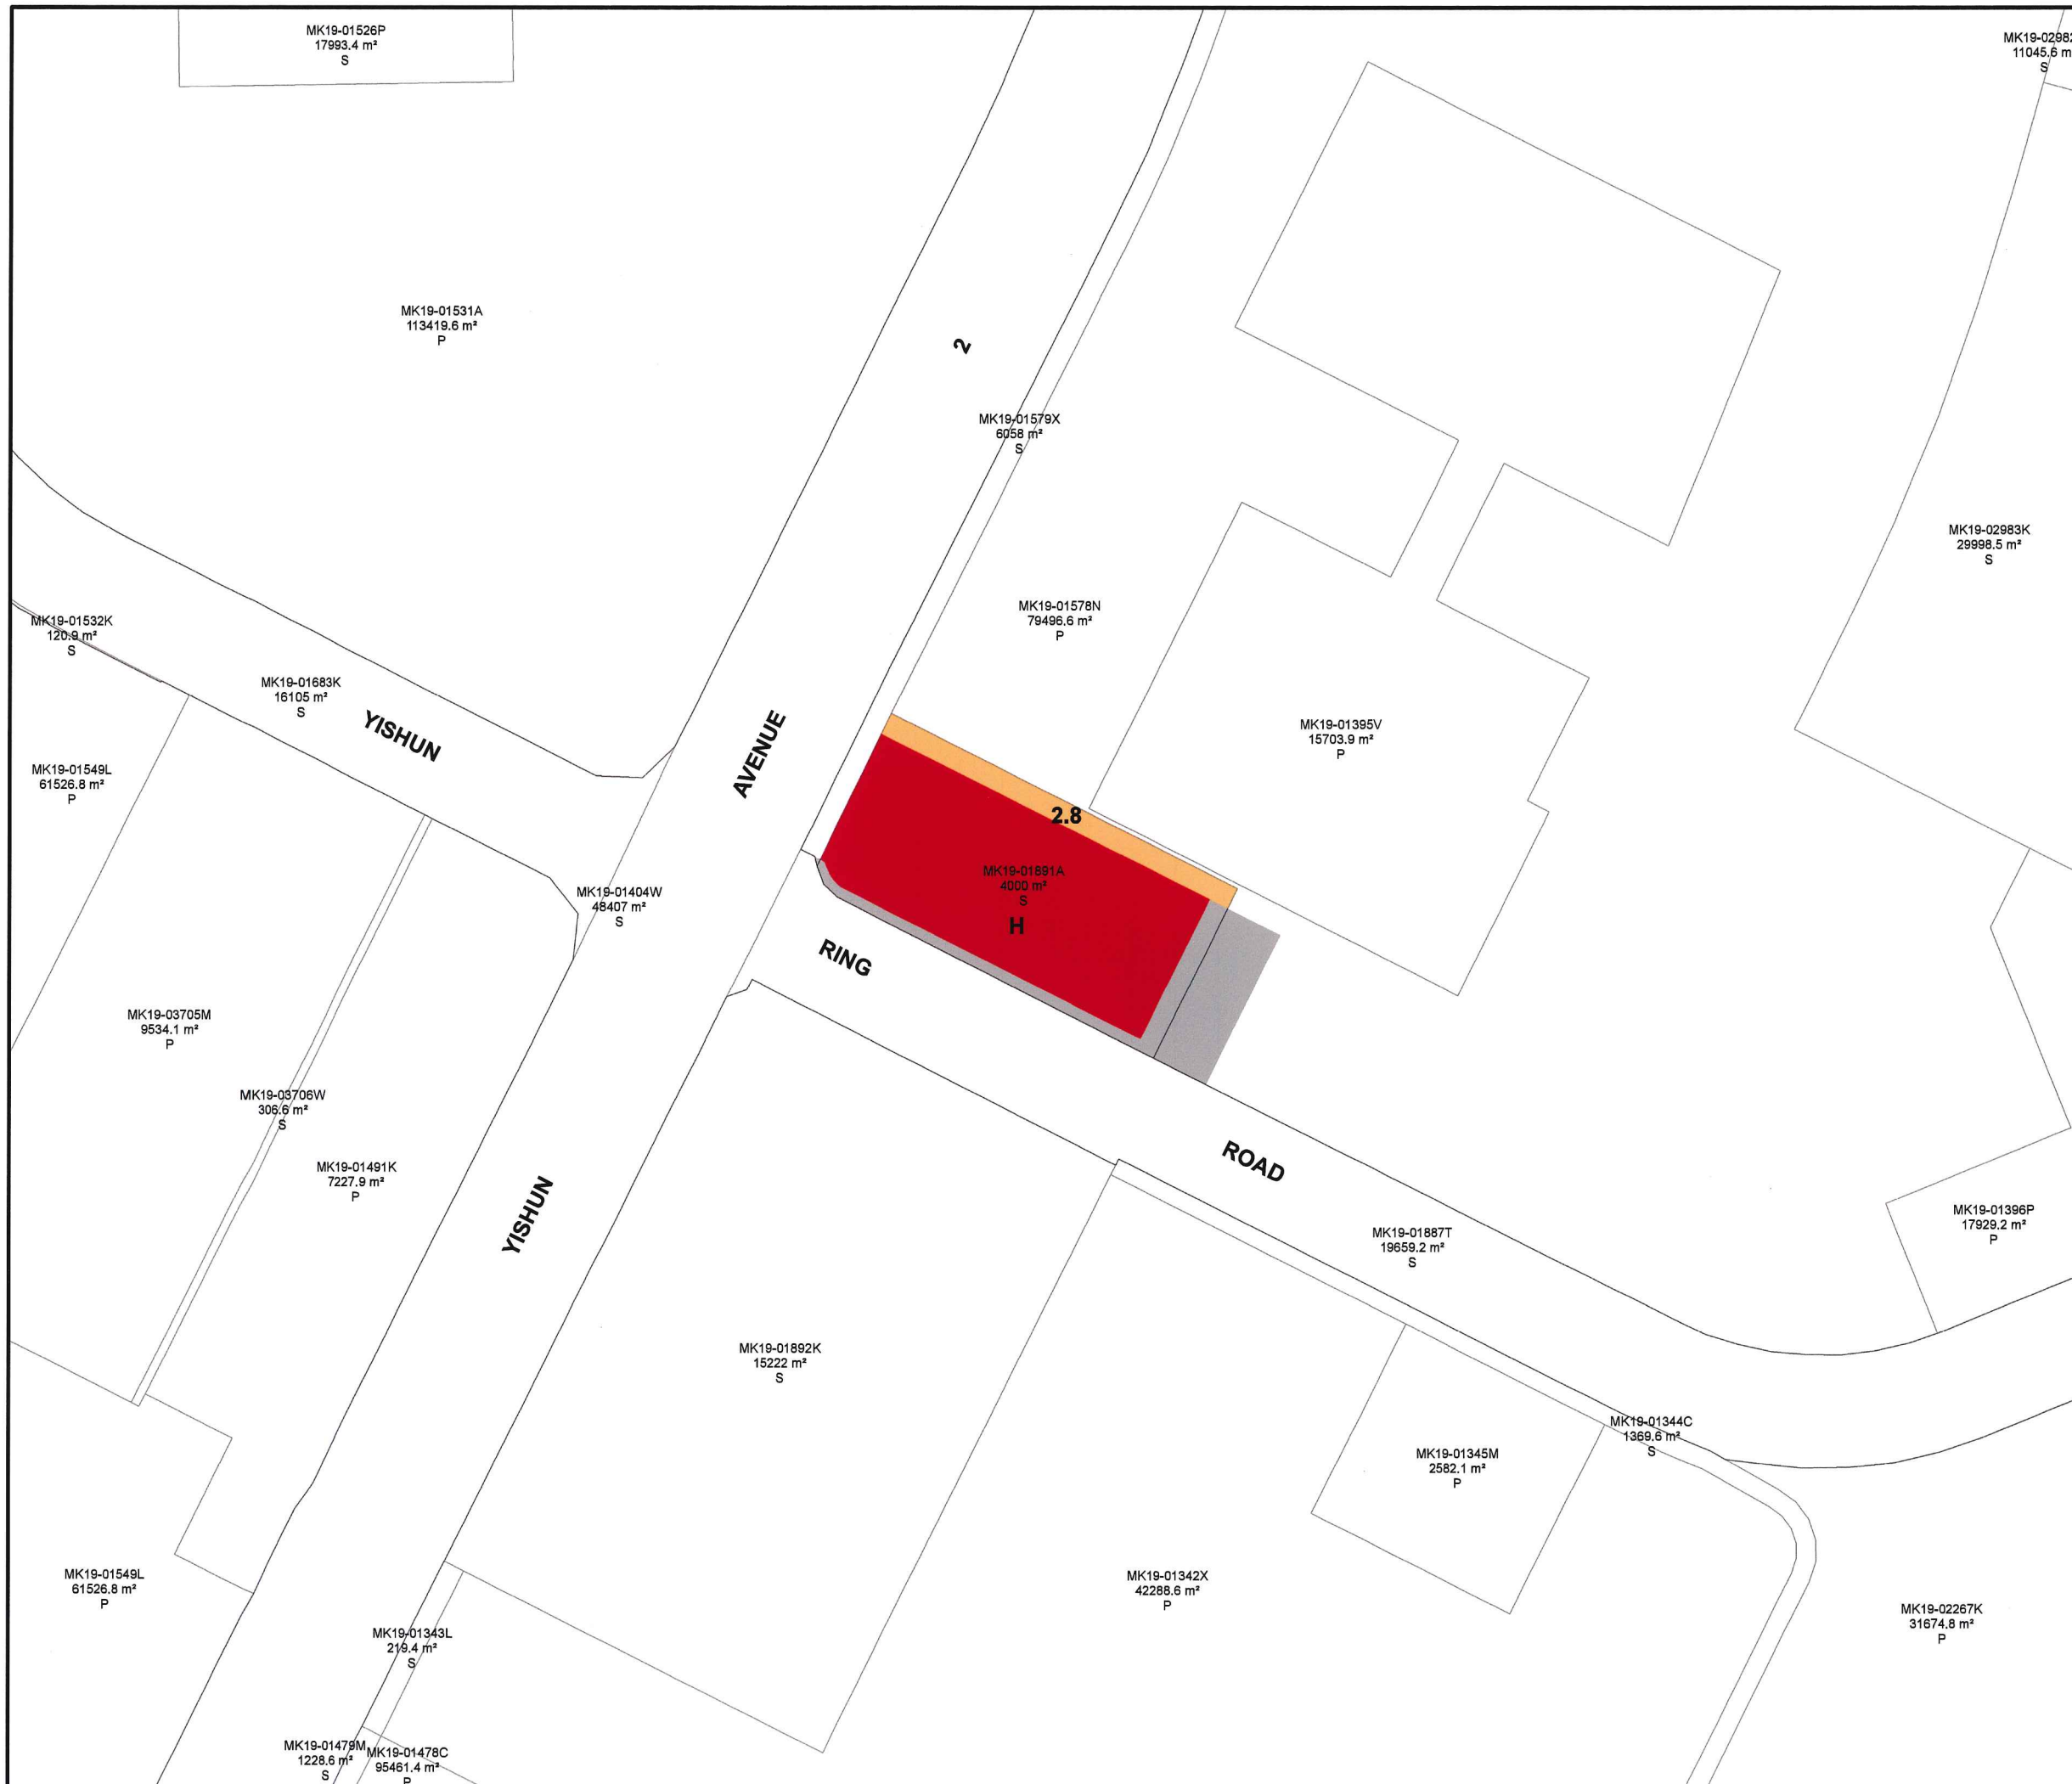 MK19-01526P
17993.4 m²
S
11045.6 m
S
MK19-01531A
113419.6 m²
P
2
MK19-01579X
6058 m²
S
MK19-02983K
29998.5 m²
S
MK19-01532K
120.9 m²
S
MK19-01578N
79496.6 m²
P
MK19-01683K
16105 m²
S
YISHUN
AVENUE
MK19-01395V
15703.9 m²
P
MK19-01549L
61526.8 m²
P
2.8
MK19-01891A
4000 m²
S
H
MK19-01404W
48407 m²
S
RING
MK19-03705M
9534.1 m²
P
MK19-03706W
306.6 m²
S
MK19-01491K
7227.9 m²
P
YISHUN
ROAD
MK19-01887T
19659.2 m²
S
MK19-01396P
17929.2 m²
P
MK19-01892K
15222 m²
S
MK19-01344C
1369.6 m²
S
MK19-01345M
2582.1 m²
P
MK19-01549L
61526.8 m²
P
MK19-01342X
42288.6 m²
P
MK19-02267K
31674.8 m²
P
MK19-01343L
219.4 m²
S
MK19-01479M
1228.6 m²
S
MK19-01478C
95461.4 m²
P